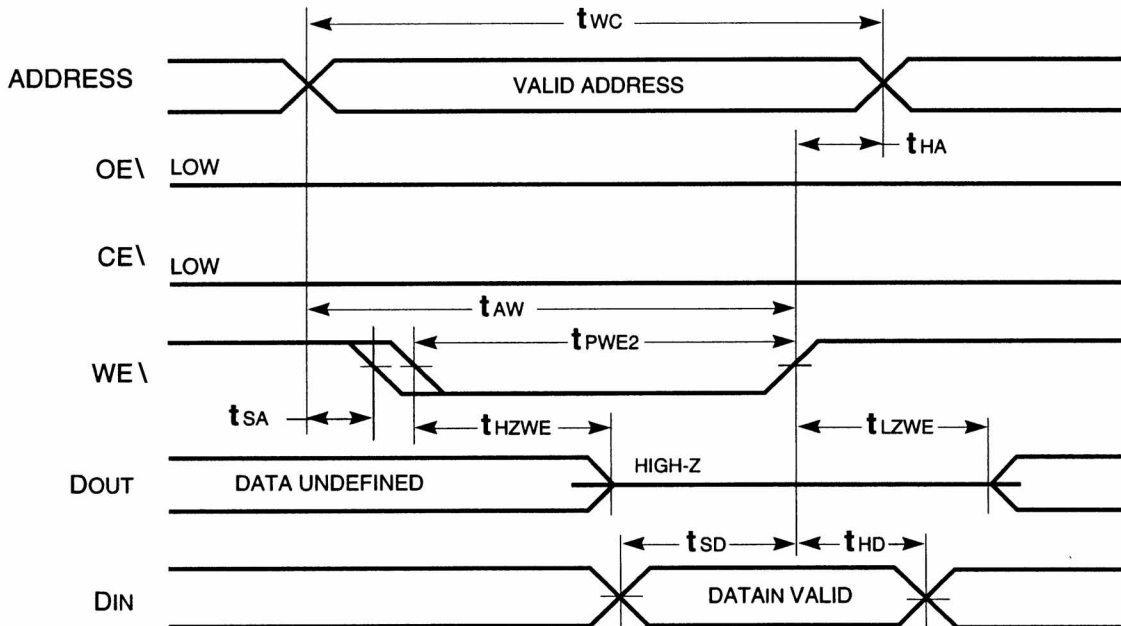 tWC
ADDRESS
VALID ADDRESS
tHA
OE\
LOW
CE\
LOW
tAW
tPWE2
WE\
tSA
tHZWE
tLZWE
HIGH-Z
DOUT
DATA UNDEFINED
tSD
tHD
DIN
DATAIN VALID